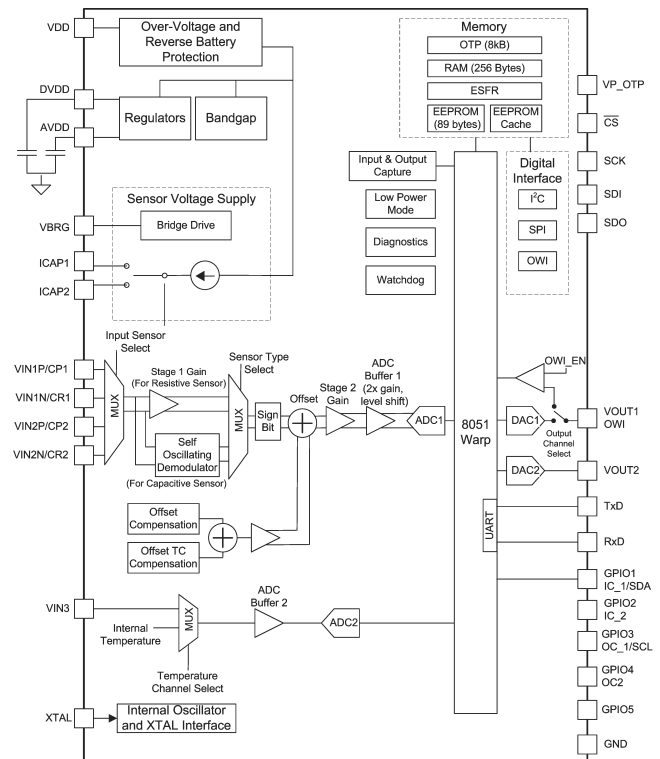 VDD
Over-Voltage and
Reverse Battery
Protection
DVDD
AVDD
Regulators
Bandgap
Memory
OTP (8kB)
RAM (256 Bytes)
ESFR
EEPROM
(89 bytes)
EEPROM
Cache
VP_OTP
CS
SCK
SDI
SDO
Input & Output
Capture
Low Power
Mode
Diagnostics
Watchdog
Digital
Interface
I2C
SPI
OWI
Sensor Voltage Supply
VBRG
Bridge Drive
ICAP1
ICAP2
Input Sensor
Select
VIN1P/CP1
VIN1N/CR1
VIN2P/CP2
VIN2N/CR2
MUX
Stage 1 Gain
(For Resistive Sensor)
Self
Oscillating
Demodulator
(For Capacitive Sensor)
Sensor Type
Select
MUX
Sign
Bit
Offset
Stage 2
Gain
ADC
Buffer 1
(2x gain,
level shift)
ADC1
8051
Warp
OWI_EN
DAC1
Output
Channel
Select
VOUT1
OWI
DAC2
VOUT2
UART
TxD
RxD
Offset
Compensation
Offset TC
Compensation
GPIO1
IC_1/SDA
GPIO2
IC_2
GPIO3
OC_1/SCL
GPIO4
OC2
GPIO5
GND
VIN3
Internal
Temperature
MUX
Temperature
Channel Select
ADC
Buffer 2
ADC2
XTAL
Internal Oscillator
and XTAL Interface